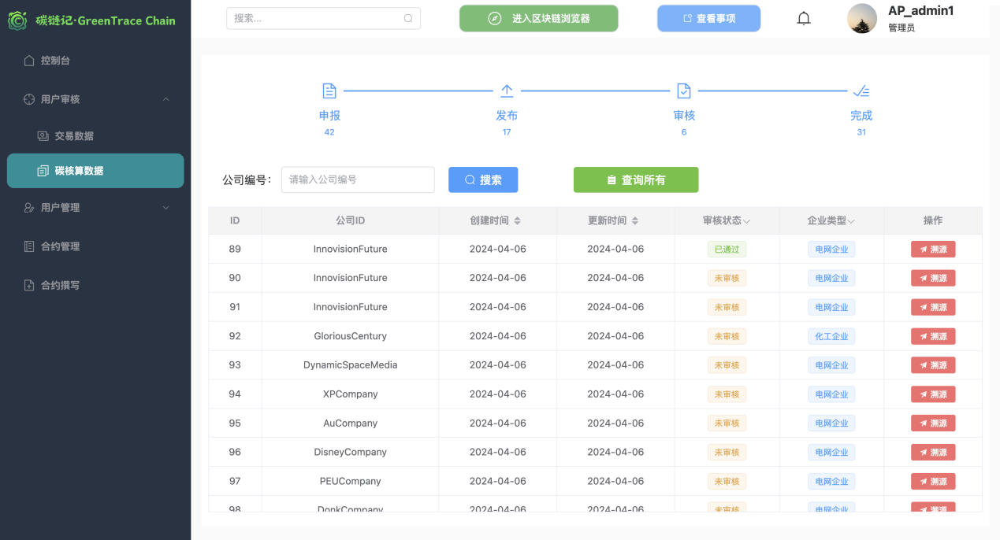 碳链记·GreenTrace Chain
搜索...
进入区块链浏览器
查看事项
AP_admin1
管理员
控制台
用户审核
交易数据
碳核算数据
用户管理
合约管理
合约撰写
申报 发布 审核 完成
42 17 6 31
公司编号: 请输入公司编号 搜索 查询所有
ID 公司ID 创建时间 更新时间 审核状态 企业类型 操作
89 InnovisionFuture 2024-04-06 2024-04-06 已通过 电网企业 溯源
90 InnovisionFuture 2024-04-06 2024-04-06 未审核 电网企业 溯源
91 InnovisionFuture 2024-04-06 2024-04-06 未审核 电网企业 溯源
92 GloriousCentury 2024-04-06 2024-04-06 未审核 化工企业 溯源
93 DynamicSpaceMedia 2024-04-06 2024-04-06 未审核 电网企业 溯源
94 XPCompany 2024-04-06 2024-04-06 未审核 电网企业 溯源
95 AuCompany 2024-04-06 2024-04-06 未审核 电网企业 溯源
96 DisneyCompany 2024-04-06 2024-04-06 未审核 电网企业 溯源
97 PEUCompany 2024-04-06 2024-04-06 未审核 电网企业 溯源
98 DonkCompany 2024-04-06 2024-04-06 未审核 电网企业 溯源